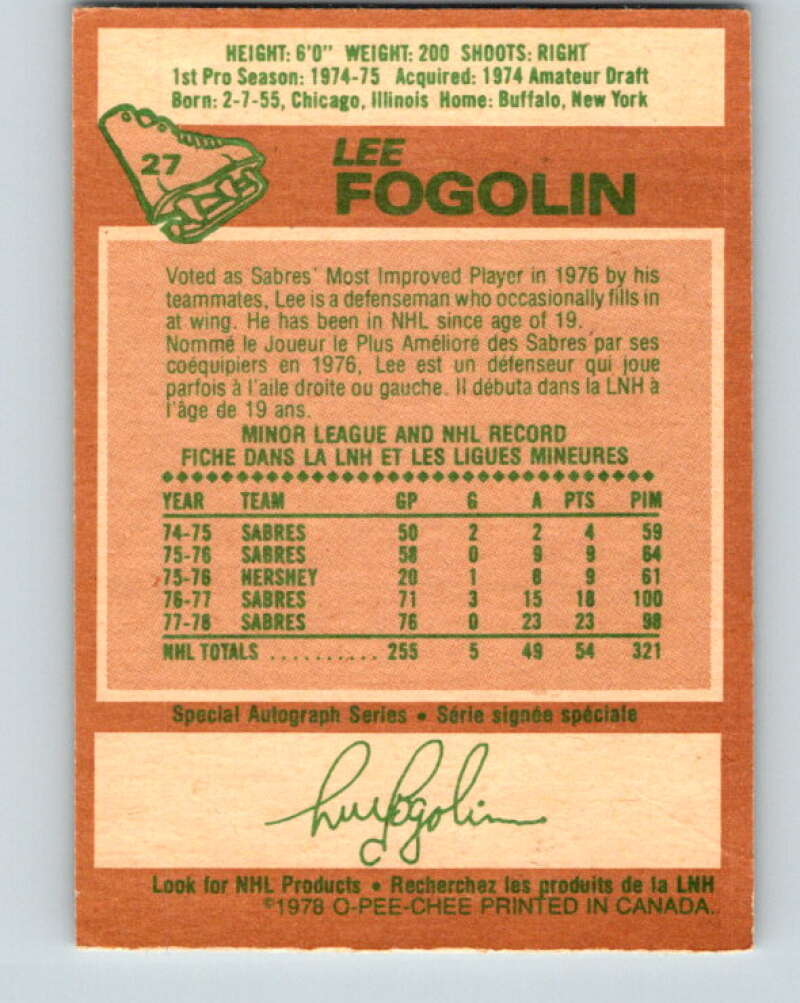 HEIGHT: 6'0" WEIGHT: 200 SHOOTS: RIGHT
1st Pro Season: 1974-75 Acquired: 1974 Amateur Draft
Born: 2-7-55, Chicago, Illinois Home: Buffalo, New York
27
LEE
FOGOLIN
Voted as Sabres' Most Improved Player in 1976 by his
teammates, Lee is a defenseman who occasionally fills in
at wing. He has been in NHL since age of 19.
Nommé le Joueur le Plus Amélioré des Sabres par ses
coéquipiers en 1976, Lee est un défenseur qui joue
parfois à l'aile droite ou gauche. Il débuta dans la LNH à
l'âge de 19 ans.
MINOR LEAGUE AND NHL RECORD
FICHE DANS LA LNH ET LES LIGUES MINEURES
YEAR TEAM GP G A PTS PIM
74-75 SABRES 50 2 2 4 59
75-76 SABRES 58 0 9 9 64
75-76 HERSHEY 20 1 8 9 61
76-77 SABRES 71 3 15 18 100
77-78 SABRES 76 0 23 23 98
NHL TOTALS .......... 255 5 49 54 321
Special Autograph Series • Série signée spéciale
Lee Fogolin
Look for NHL Products • Recherchez les produits de la LNH
©1978 O-PEE-CHEE PRINTED IN CANADA.